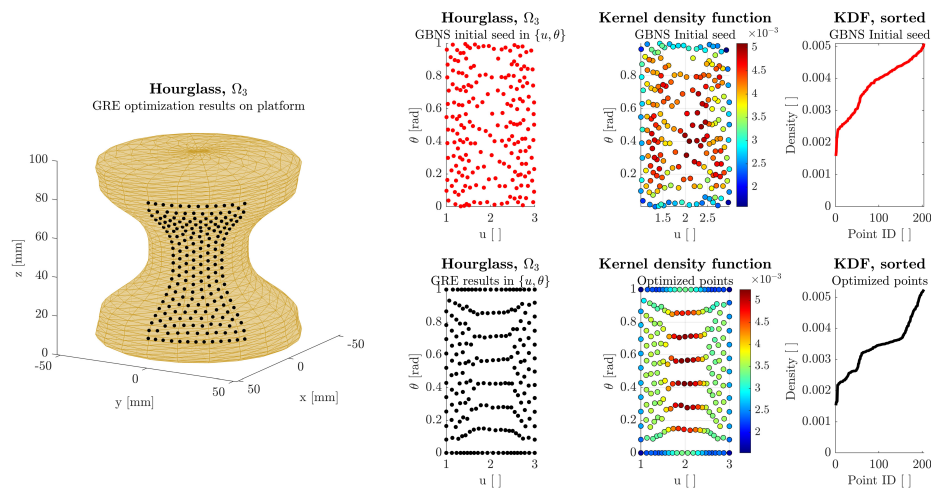 Hourglass, Ω₃
GRE optimization results on platform
100
80
60
40
20
0
z [mm]
-50
0
50
y [mm]
50
0
-50
x [mm]
Hourglass, Ω₃
GBNS initial seed in {u, θ}
1
0.8
0.6
0.4
0.2
0
θ [rad]
1
2
3
u [ ]
Kernel density function
GBNS Initial seed
×10⁻³
1
0.8
0.6
0.4
0.2
0
θ [rad]
1.5
2
2.5
u [ ]
5
4.5
4
3.5
3
2.5
2
KDF, sorted
GBNS Initial seed
0.005
0.004
0.003
0.002
0.001
0
Density [ ]
0
100
200
Point ID [ ]
Hourglass, Ω₃
GRE results in {u, θ}
1
0.8
0.6
0.4
0.2
0
θ [rad]
1
2
3
u [ ]
Kernel density function
Optimized points
×10⁻³
1
0.8
0.6
0.4
0.2
0
θ [rad]
1
2
3
u [ ]
5
4.5
4
3.5
3
2.5
2
KDF, sorted
Optimized points
0.005
0.004
0.003
0.002
0.001
0
Density [ ]
0
100
200
Point ID [ ]